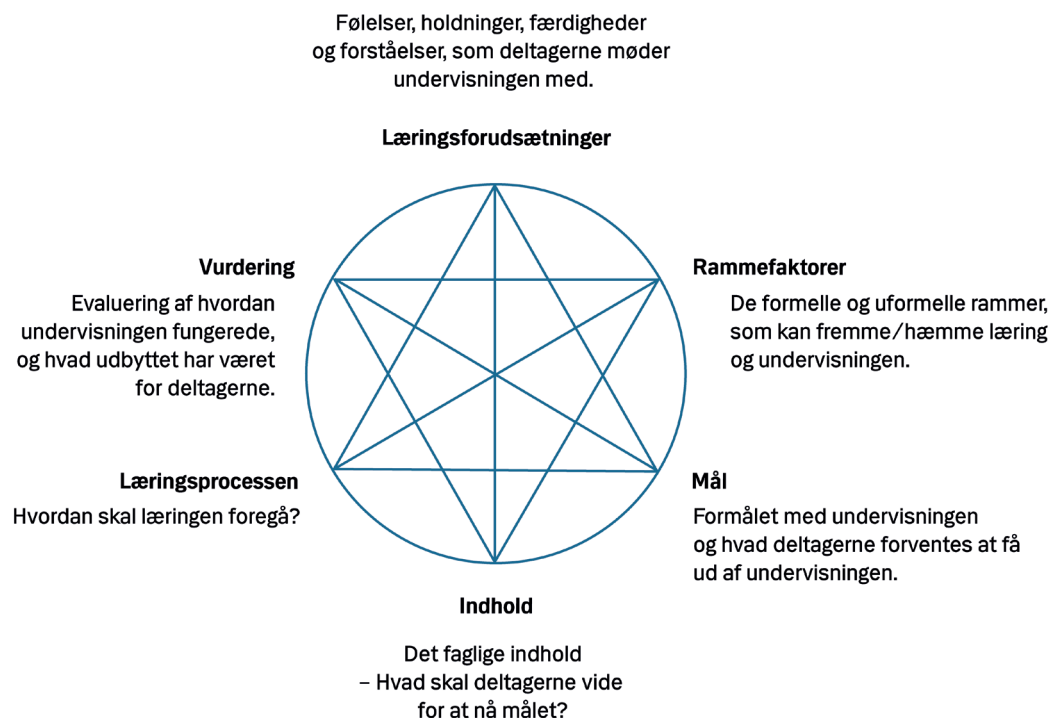 Følelser, holdninger, færdigheder
og forståelser, som deltagerne møder
undervisningen med.
Læringsforudsætninger
Vurdering
Evaluering af hvordan
undervisningen fungerede,
og hvad udbyttet har været
for deltagerne.
Rammefaktorer
De formelle og uformelle rammer,
som kan fremme/hæmme læring
og undervisningen.
Læringsprocessen
Hvordan skal læringen foregå?
Mål
Formålet med undervisningen
og hvad deltagerne forventes at få
ud af undervisningen.
Indhold
Det faglige indhold
– Hvad skal deltagerne vide
for at nå målet?